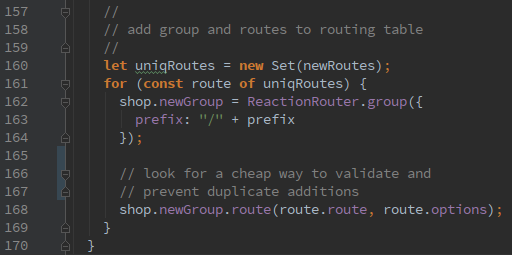 157 //
158 // add group and routes to routing table
159 //
160 let uniqRoutes = new Set(newRoutes);
161 for (const route of uniqRoutes) {
162 shop.newGroup = ReactionRouter.group({
163 prefix: "/" + prefix
164 });
165
166 // look for a cheap way to validate and
167 // prevent duplicate additions
168 shop.newGroup.route(route.route, route.options);
169 }
170 }